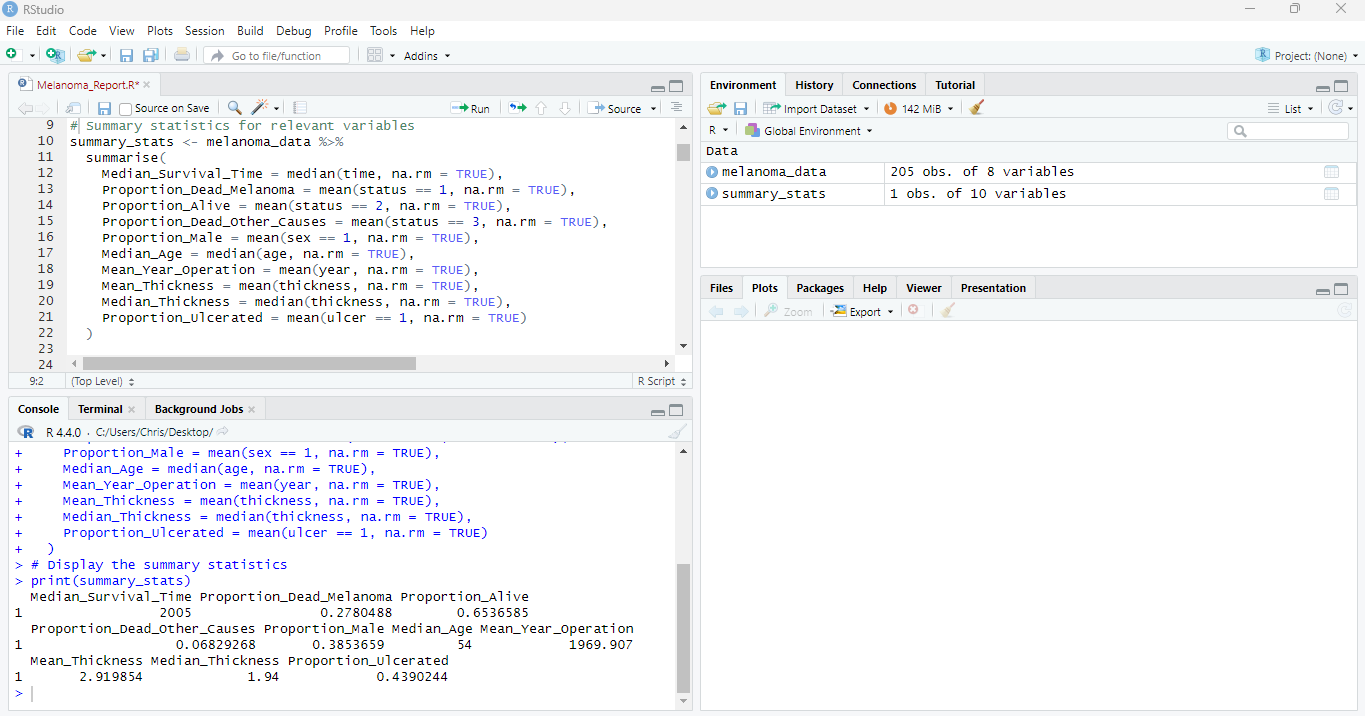 RStudio
File Edit Code View Plots Session Build Debug Profile Tools Help
Go to file/function Addins Project: (None)
Melanoma_Report.R*
Source on Save Run Source
9 # Summary statistics for relevant variables
10 summary_stats <- melanoma_data %>%
11 summarise(
12 Median_Survival_Time = median(time, na.rm = TRUE),
13 Proportion_Dead_Melanoma = mean(status == 1, na.rm = TRUE),
14 Proportion_Alive = mean(status == 2, na.rm = TRUE),
15 Proportion_Dead_Other_Causes = mean(status == 3, na.rm = TRUE),
16 Proportion_Male = mean(sex == 1, na.rm = TRUE),
17 Median_Age = median(age, na.rm = TRUE),
18 Mean_Year_Operation = mean(year, na.rm = TRUE),
19 Mean_Thickness = mean(thickness, na.rm = TRUE),
20 Median_Thickness = median(thickness, na.rm = TRUE),
21 Proportion_Ulcerated = mean(ulcer == 1, na.rm = TRUE)
22 )
23
24
9:2 (Top Level) R Script
Console Terminal Background Jobs
R 4.4.0 · C:/Users/Chris/Desktop/
+ Proportion_Male = mean(sex == 1, na.rm = TRUE),
+ Median_Age = median(age, na.rm = TRUE),
+ Mean_Year_Operation = mean(year, na.rm = TRUE),
+ Mean_Thickness = mean(thickness, na.rm = TRUE),
+ Median_Thickness = median(thickness, na.rm = TRUE),
+ Proportion_Ulcerated = mean(ulcer == 1, na.rm = TRUE)
+ )
> # Display the summary statistics
> print(summary_stats)
Median_Survival_Time Proportion_Dead_Melanoma Proportion_Alive
1 2005 0.2780488 0.6536585
Proportion_Dead_Other_Causes Proportion_Male Median_Age Mean_Year_Operation
1 0.06829268 0.3853659 54 1969.907
Mean_Thickness Median_Thickness Proportion_Ulcerated
1 2.919854 1.94 0.4390244
>
Environment History Connections Tutorial
Import Dataset 142 MiB List
R Global Environment
Data
melanoma_data 205 obs. of 8 variables
summary_stats 1 obs. of 10 variables
Files Plots Packages Help Viewer Presentation
Zoom Export